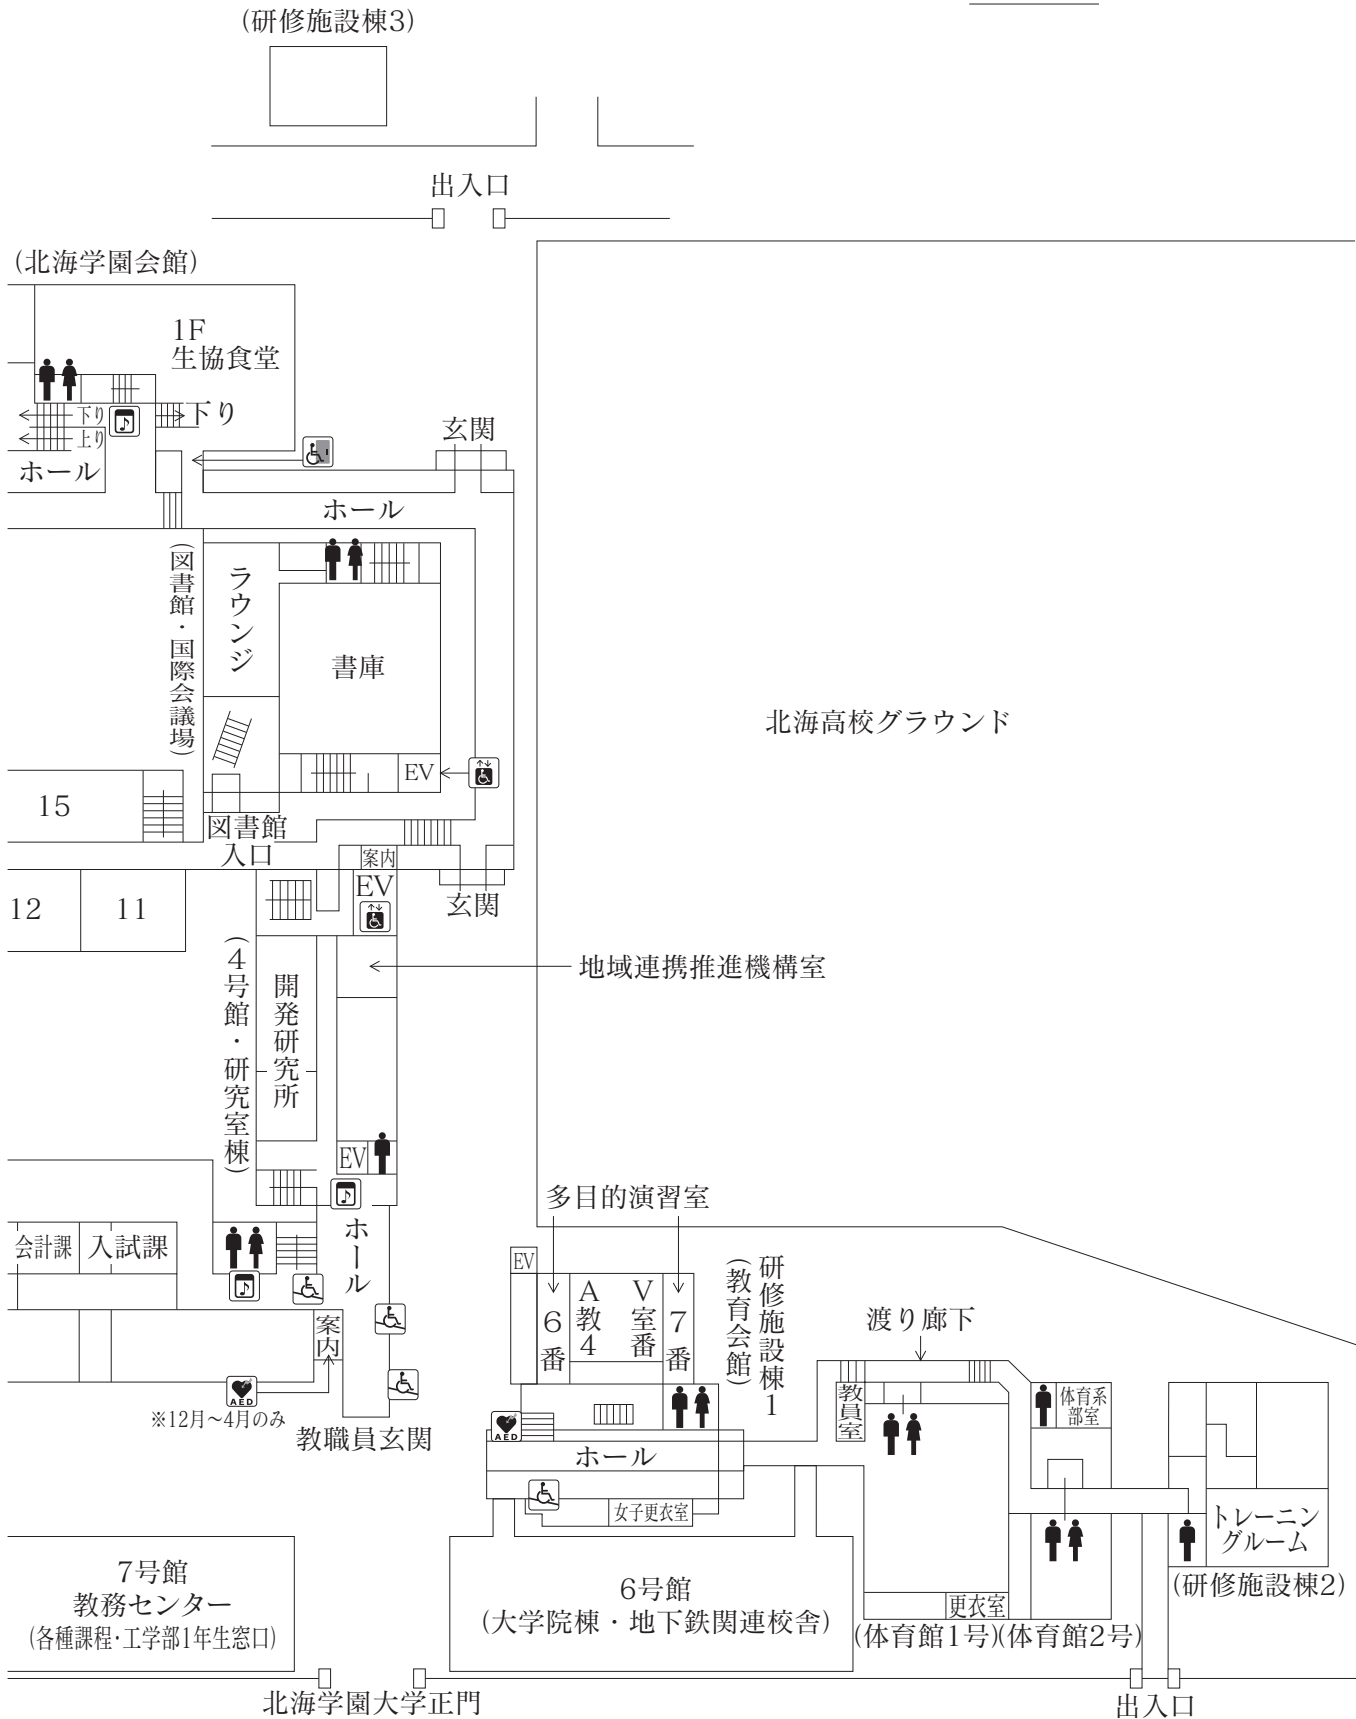 (研修施設棟3)
出入口
(北海学園会館)
1F
生協食堂
下り
下り
上り
ホール
玄関
ホール
(図書館・国際会議場)
ラウンジ
書庫
北海高校グラウンド
EV
15
図書館
入口
案内
EV
玄関
12
11
地域連携推進機構室
(4号館・研究室棟)
開発研究所
EV
多目的演習室
会計課
入試課
ホール
EV
6番
AV教室4番
7番
研修施設棟1
(教育会館)
渡り廊下
案内
AED
※12月〜4月のみ
教職員玄関
AED
ホール
女子更衣室
教員室
体育系
部室
トレーニン
グルーム
(研修施設棟2)
7号館
教務センター
(各種課程・工学部1年生窓口)
6号館
(大学院棟・地下鉄関連校舎)
更衣室
(体育館1号)(体育館2号)
北海学園大学正門
出入口